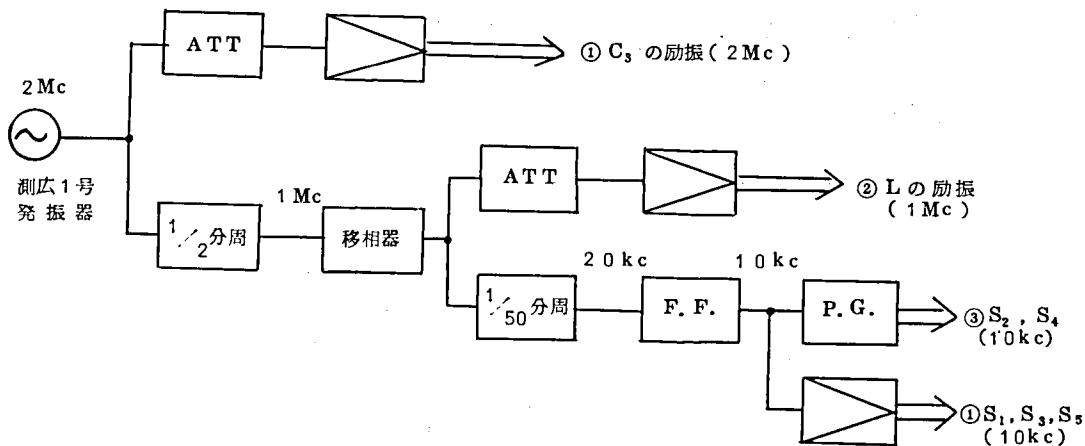 ATT
① C₃ の励振(2Mc)
2Mc
測広1号
発振器
ATT
② Lの励振
(1Mc)
1Mc
1/2分周
移相器
20kc
10kc
1/50分周
F.F.
P.G.
③ S₂, S₄
(10kc)
① S₁, S₃, S₅
(10kc)